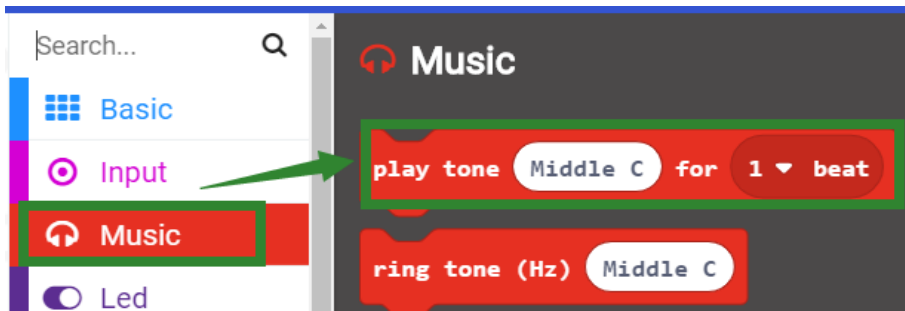 Search...
Basic
Input
Music
Led
Music
play tone Middle C for 1 beat
ring tone (Hz) Middle C